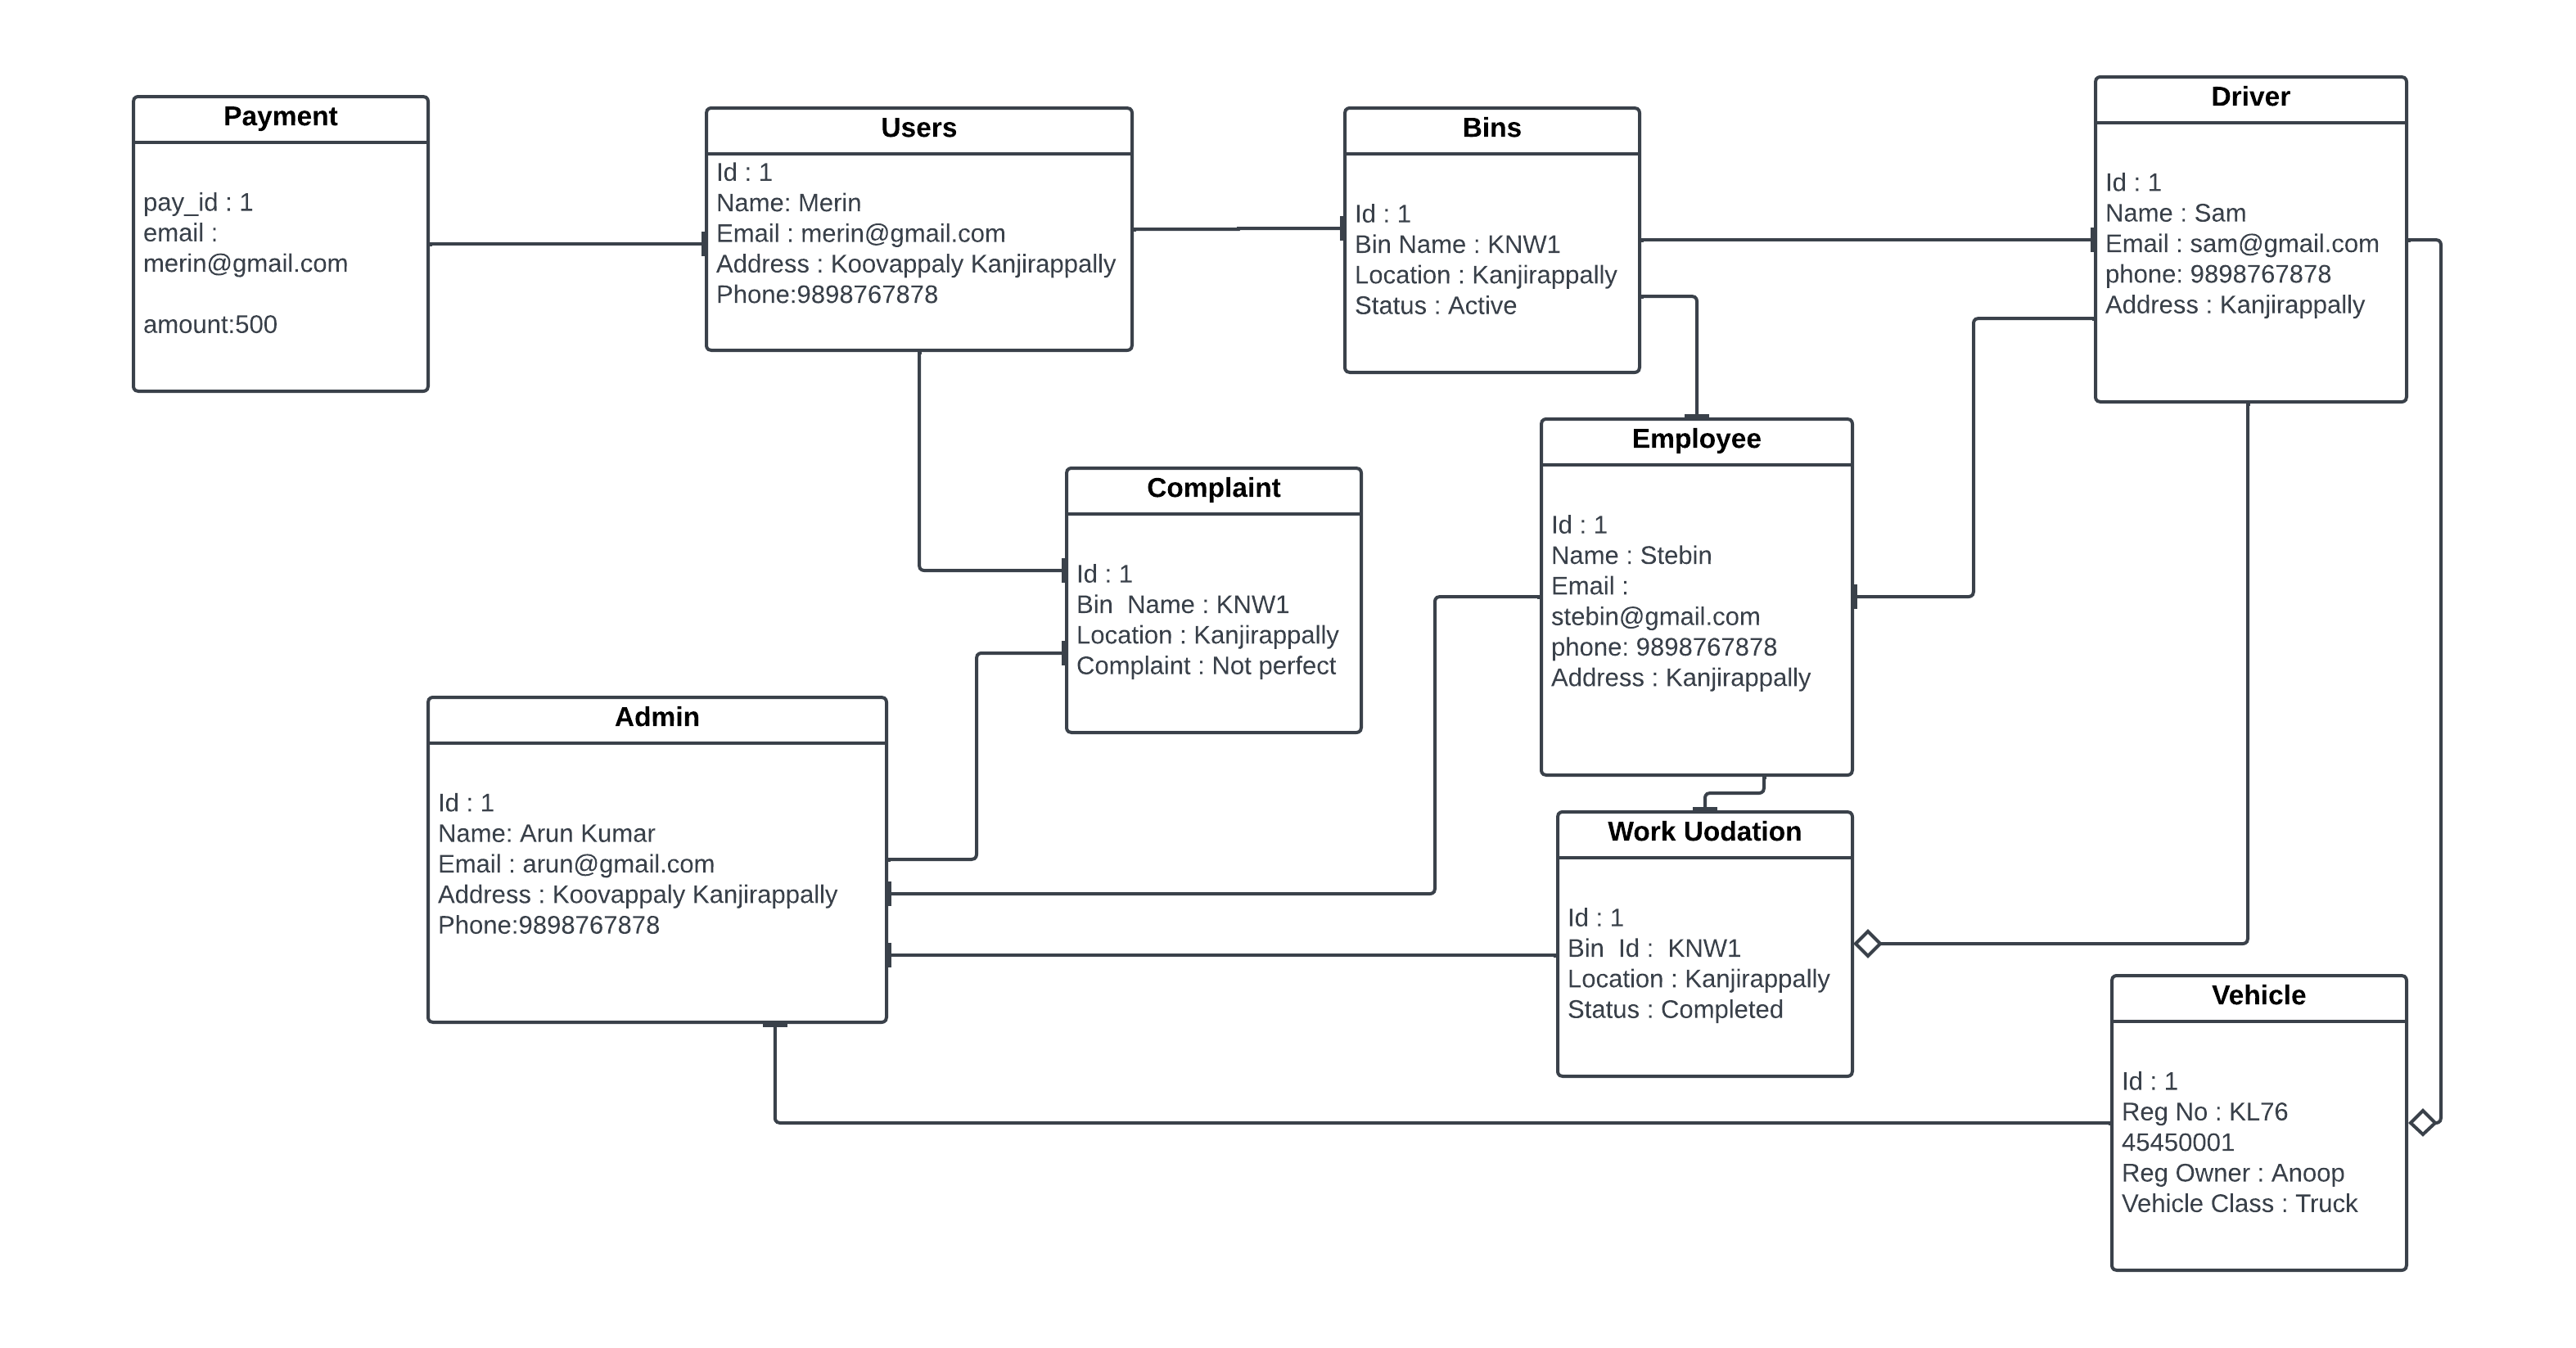 Payment
pay_id : 1
email :
merin@gmail.com
amount:500
Users
Id : 1
Name: Merin
Email : merin@gmail.com
Address : Koovappaly Kanjirappally
Phone:9898767878
Bins
Id : 1
Bin Name : KNW1
Location : Kanjirappally
Status : Active
Driver
Id : 1
Name : Sam
Email : sam@gmail.com
phone: 9898767878
Address : Kanjirappally
Complaint
Id : 1
Bin  Name : KNW1
Location : Kanjirappally
Complaint : Not perfect
Employee
Id : 1
Name : Stebin
Email :
stebin@gmail.com
phone: 9898767878
Address : Kanjirappally
Admin
Id : 1
Name: Arun Kumar
Email : arun@gmail.com
Address : Koovappaly Kanjirappally
Phone:9898767878
Work Uodation
Id : 1
Bin  Id :  KNW1
Location : Kanjirappally
Status : Completed
Vehicle
Id : 1
Reg No : KL76
45450001
Reg Owner : Anoop
Vehicle Class : Truck